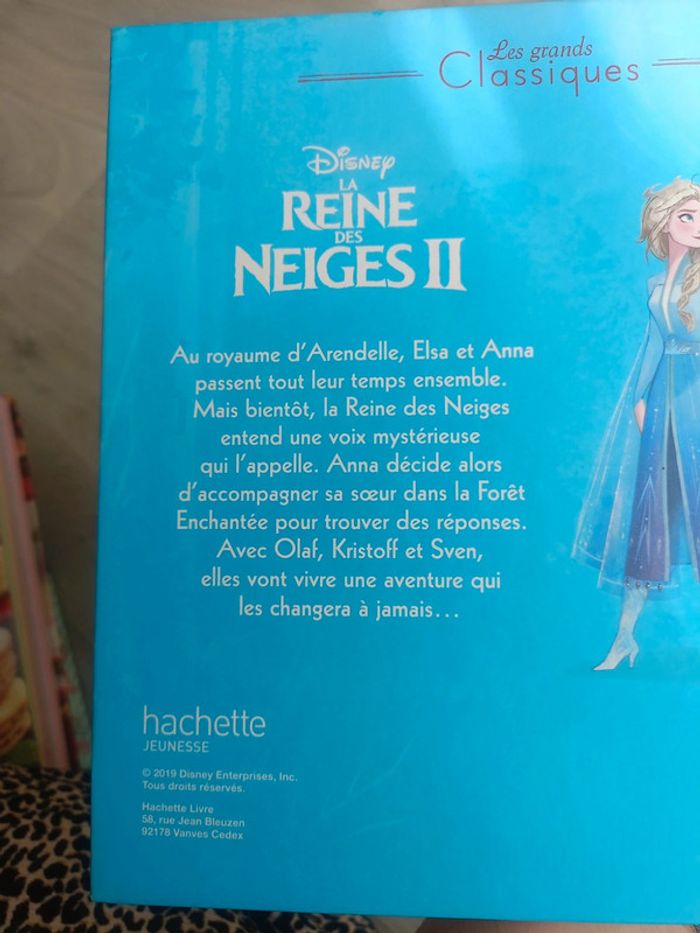 Les grands
Classiques
Disney
LA
REINE
DES
NEIGES II
Au royaume d'Arendelle, Elsa et Anna
passent tout leur temps ensemble.
Mais bientôt, la Reine des Neiges
entend une voix mystérieuse
qui l'appelle. Anna décide alors
d'accompagner sa sœur dans la Forêt
Enchantée pour trouver des réponses.
Avec Olaf, Kristoff et Sven,
elles vont vivre une aventure qui
les changera à jamais...
hachette
JEUNESSE
© 2019 Disney Enterprises, Inc.
Tous droits réservés.
Hachette Livre
58, rue Jean Bleuzen
92178 Vanves Cedex